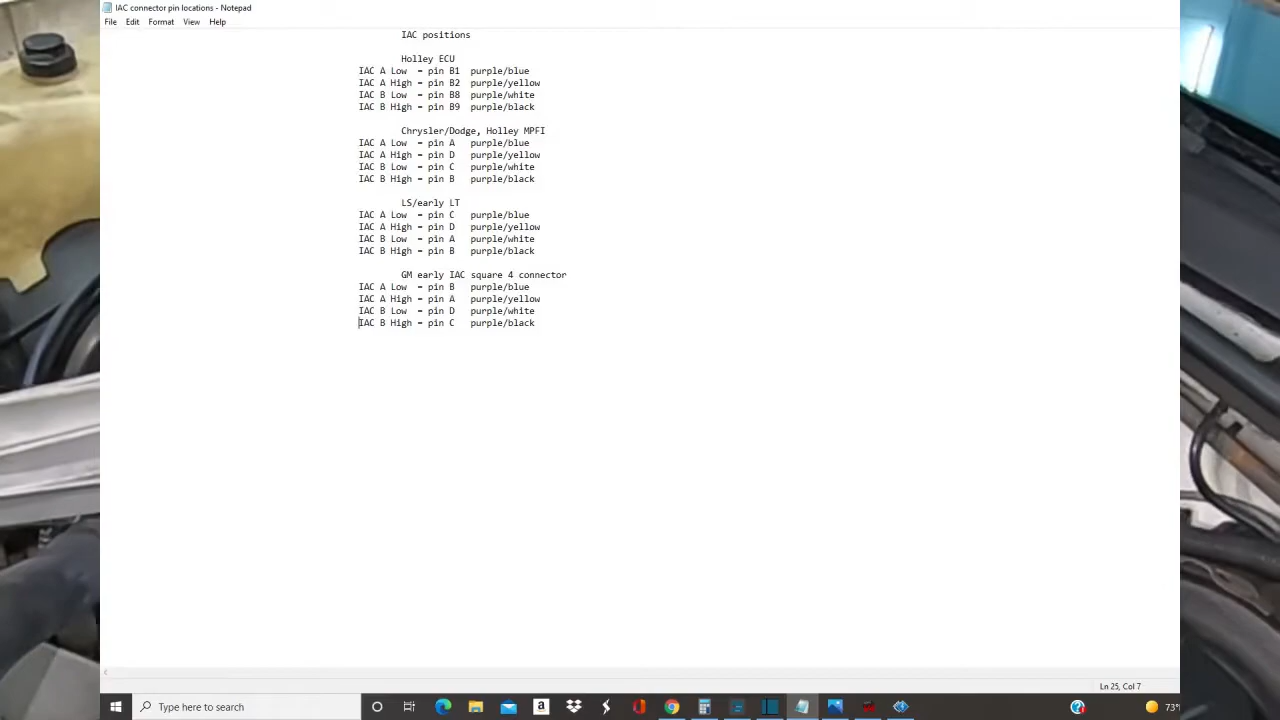 IAC connector pin locations - Notepad
File Edit Format View Help
IAC positions
Holley ECU
IAC A Low - pin B1 purple/blue
IAC A High - pin B2 purple/yellow
IAC B Low - pin B8 purple/white
IAC B High - pin B9 purple/black
Chrysler/Dodge, Holley MPFI
IAC A Low - pin A purple/blue
IAC A High - pin D purple/yellow
IAC B Low - pin C purple/white
IAC B High - pin B purple/black
LS/early LT
IAC A Low - pin C purple/blue
IAC A High - pin D purple/yellow
IAC B Low - pin A purple/white
IAC B High - pin B purple/black
GM early IAC square 4 connector
IAC A Low - pin B purple/blue
IAC A High - pin A purple/yellow
IAC B Low - pin D purple/white
IAC B High - pin C purple/black
Ln 25, Col 7
Type here to search
73°